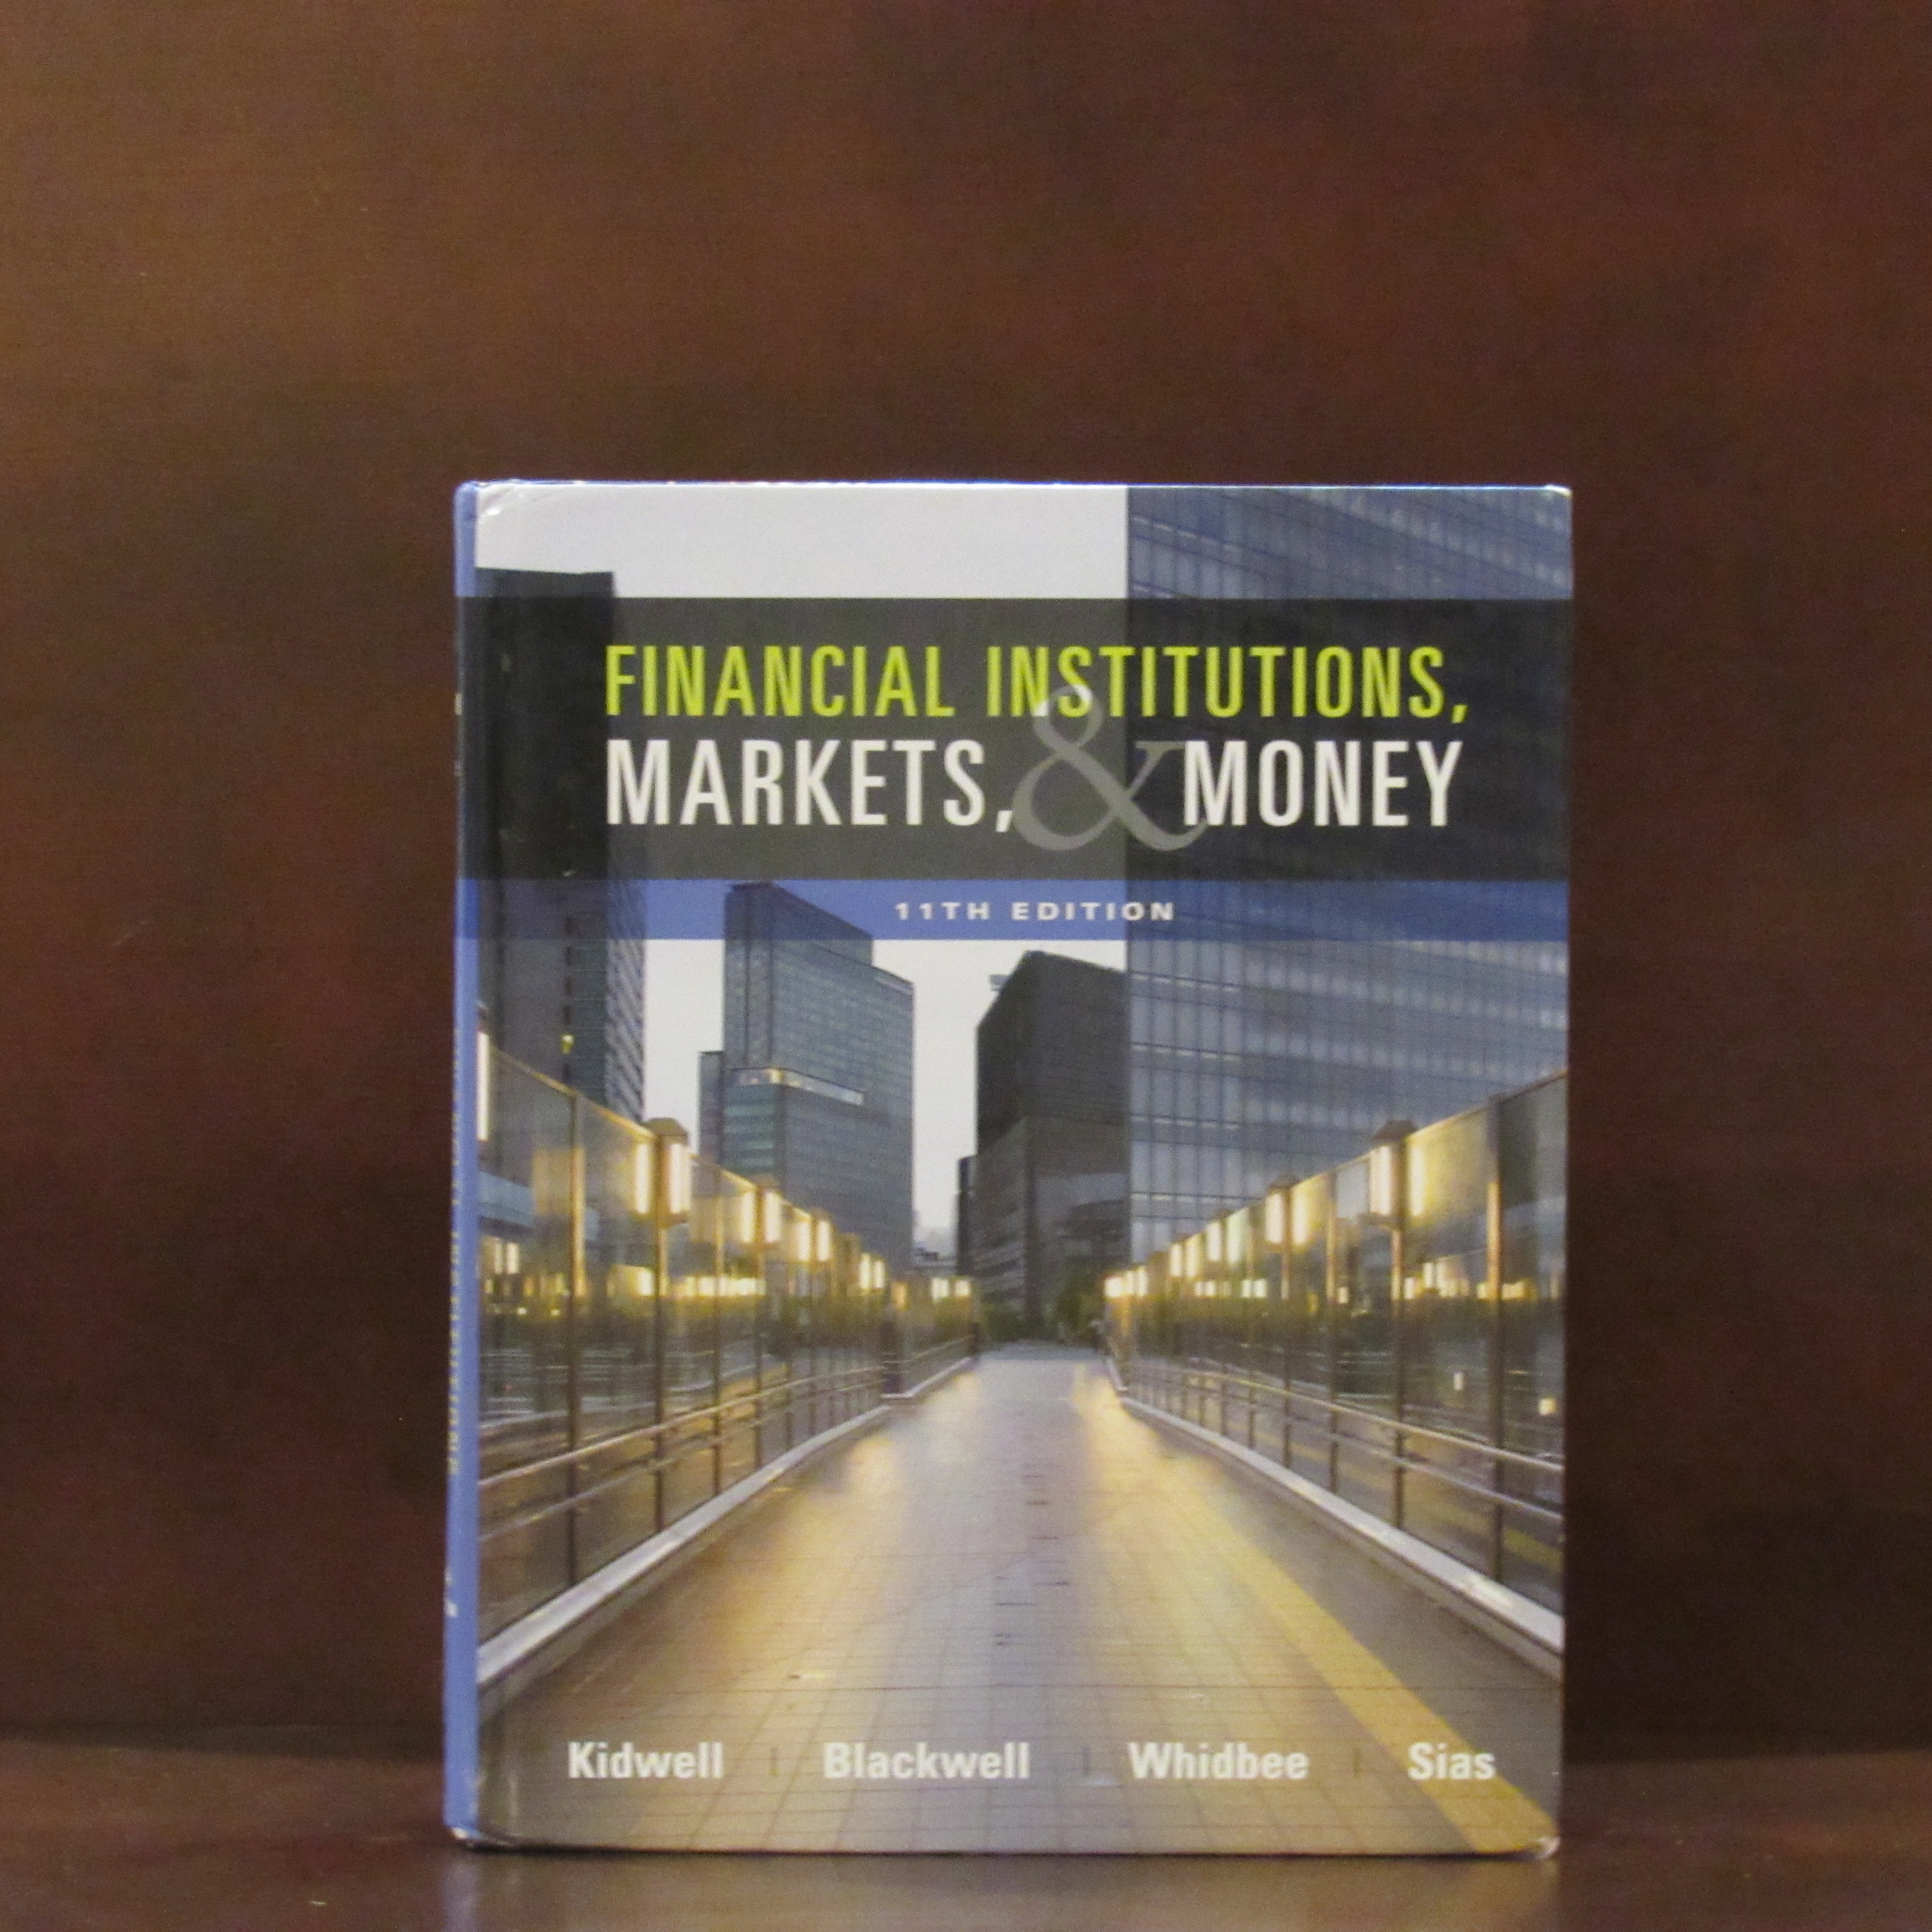 FINANCIAL INSTITUTIONS,
MARKETS, & MONEY
11TH EDITION
Kidwell | Blackwell | Whidbee | Sias